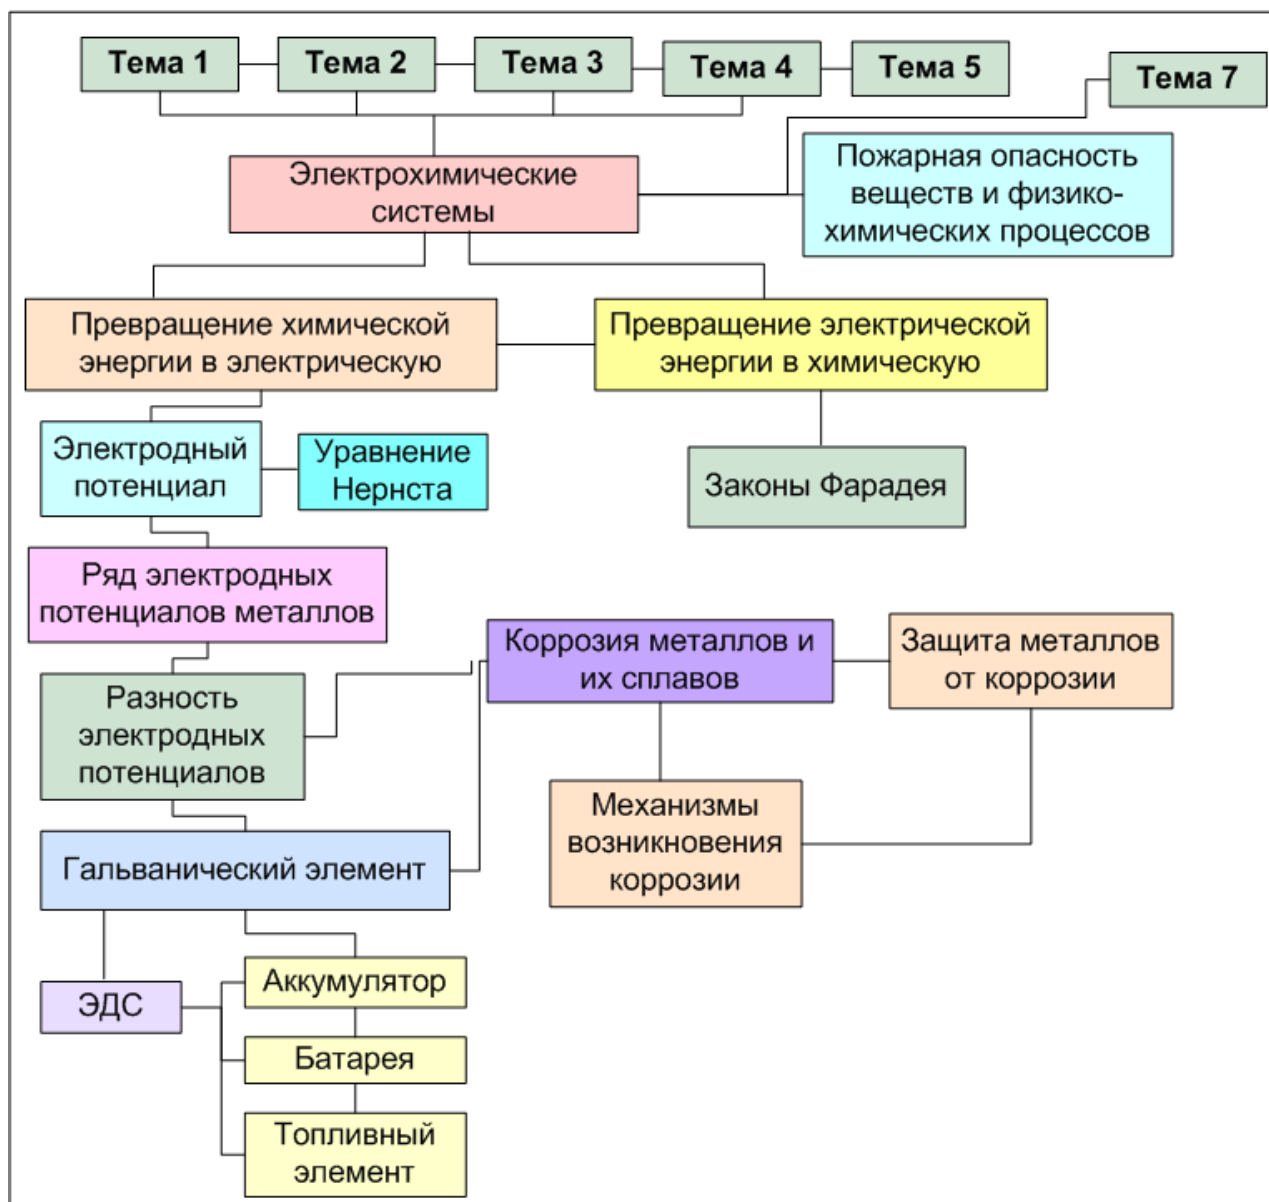 Тема 1
Тема 2
Тема 3
Тема 4
Тема 5
Тема 7
Электрохимические
системы
Пожарная опасность
веществ и физико-
химических процессов
Превращение химической
энергии в электрическую
Превращение электрической
энергии в химическую
Электродный
потенциал
Уравнение
Нернста
Законы Фарадея
Ряд электродных
потенциалов металлов
Коррозия металлов и
их сплавов
Защита металлов
от коррозии
Разность
электродных
потенциалов
Механизмы
возникновения
коррозии
Гальванический элемент
Аккумулятор
ЭДС
Батарея
Топливный
элемент